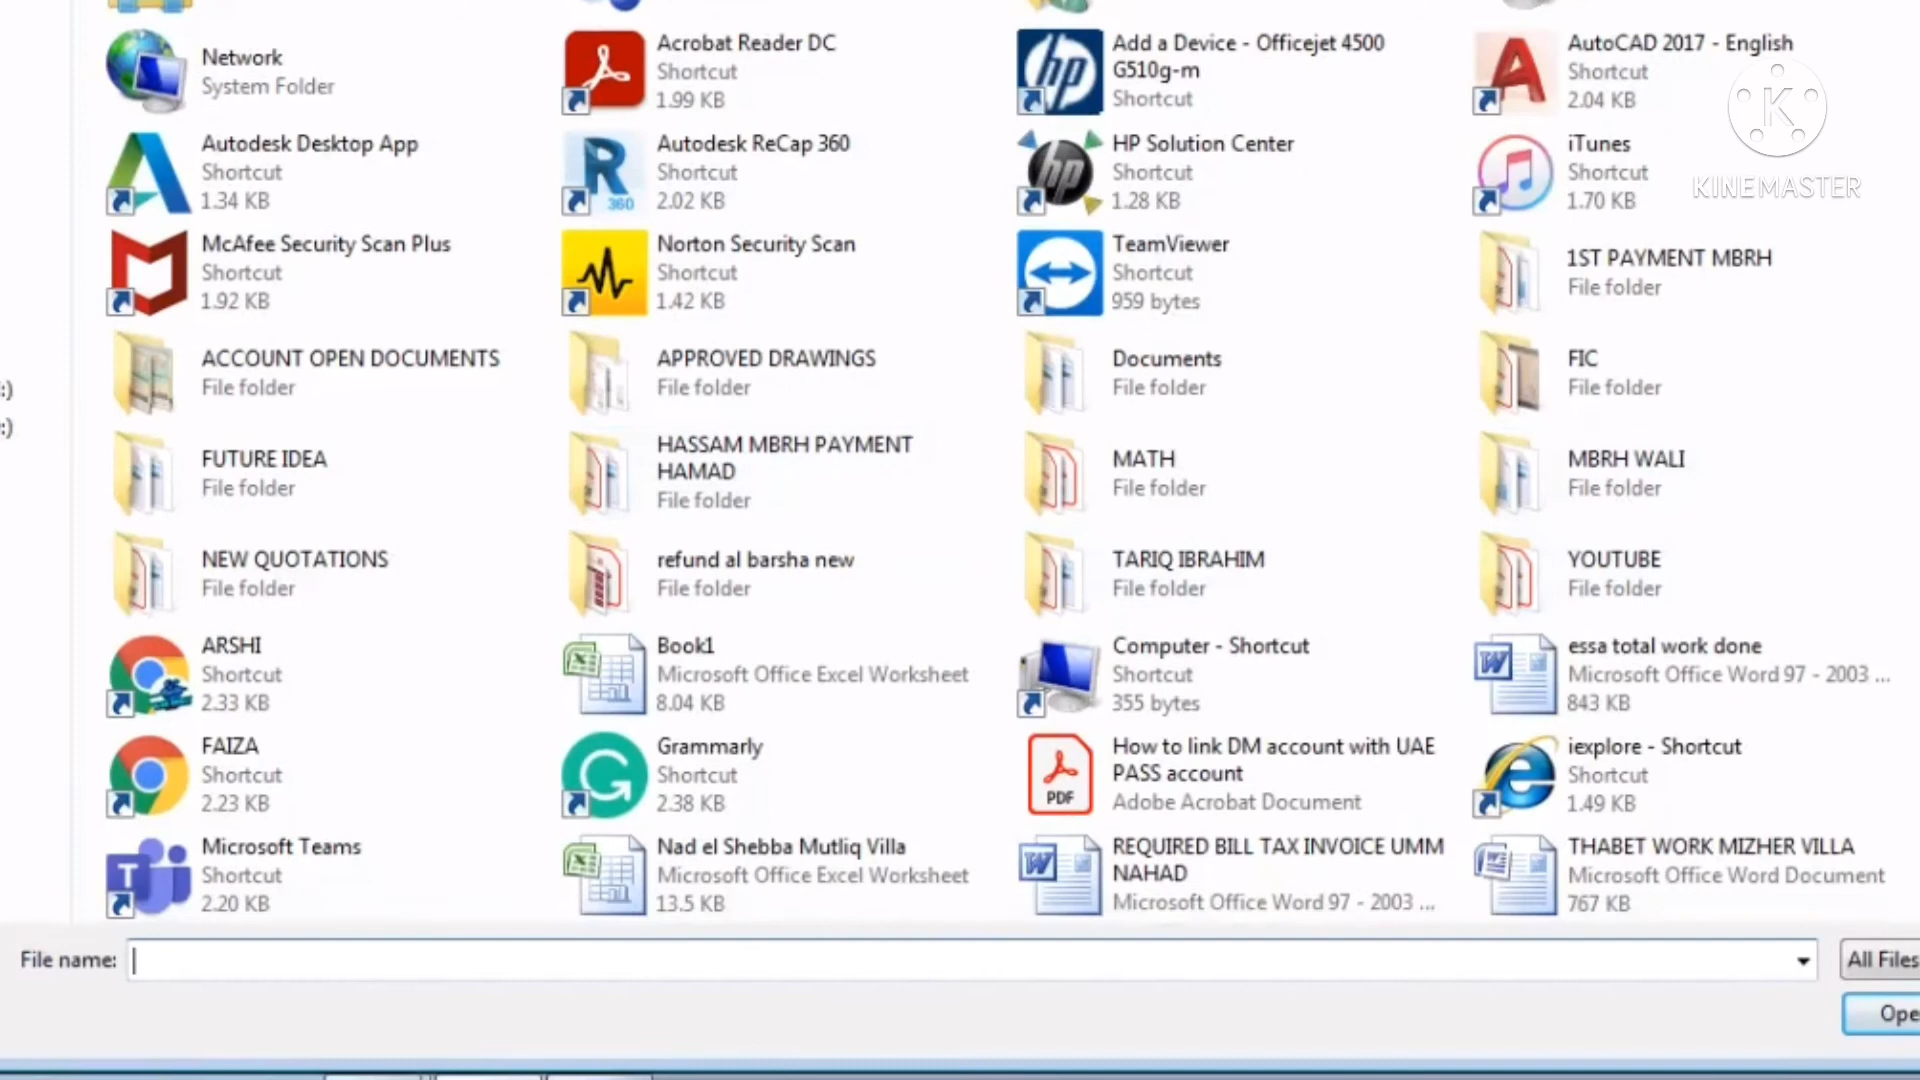 Network
System Folder
Acrobat Reader DC
Shortcut
1.99 KB
Add a Device - Officejet 4500
G510g-m
Shortcut
AutoCAD 2017 - English
Shortcut
2.04 KB
KINEMASTER
Autodesk Desktop App
Shortcut
1.34 KB
Autodesk ReCap 360
Shortcut
2.02 KB
HP Solution Center
Shortcut
1.28 KB
iTunes
Shortcut
1.70 KB
McAfee Security Scan Plus
Shortcut
1.92 KB
Norton Security Scan
Shortcut
1.42 KB
TeamViewer
Shortcut
959 bytes
1ST PAYMENT MBRH
File folder
ACCOUNT OPEN DOCUMENTS
File folder
APPROVED DRAWINGS
File folder
Documents
File folder
FIC
File folder
:)
:)
FUTURE IDEA
File folder
HASSAM MBRH PAYMENT
HAMAD
File folder
MATH
File folder
MBRH WALI
File folder
NEW QUOTATIONS
File folder
refund al barsha new
File folder
TARIQ IBRAHIM
File folder
YOUTUBE
File folder
ARSHI
Shortcut
2.33 KB
Book1
Microsoft Office Excel Worksheet
8.04 KB
Computer - Shortcut
Shortcut
355 bytes
essa total work done
Microsoft Office Word 97 - 2003 ...
843 KB
FAIZA
Shortcut
2.23 KB
Grammarly
Shortcut
2.38 KB
PDF
How to link DM account with UAE
PASS account
Adobe Acrobat Document
iexplore - Shortcut
Shortcut
1.49 KB
Microsoft Teams
Shortcut
2.20 KB
Nad el Shebba Mutliq Villa
Microsoft Office Excel Worksheet
13.5 KB
REQUIRED BILL TAX INVOICE UMM
NAHAD
Microsoft Office Word 97 - 2003 ...
THABET WORK MIZHER VILLA
Microsoft Office Word Document
767 KB
File name:
All Files
Ope